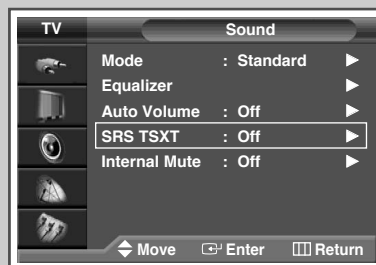 TV Sound
Mode : Standard
Equalizer
Auto Volume : Off
SRS TSXT : Off
Internal Mute : Off
Move Enter Return